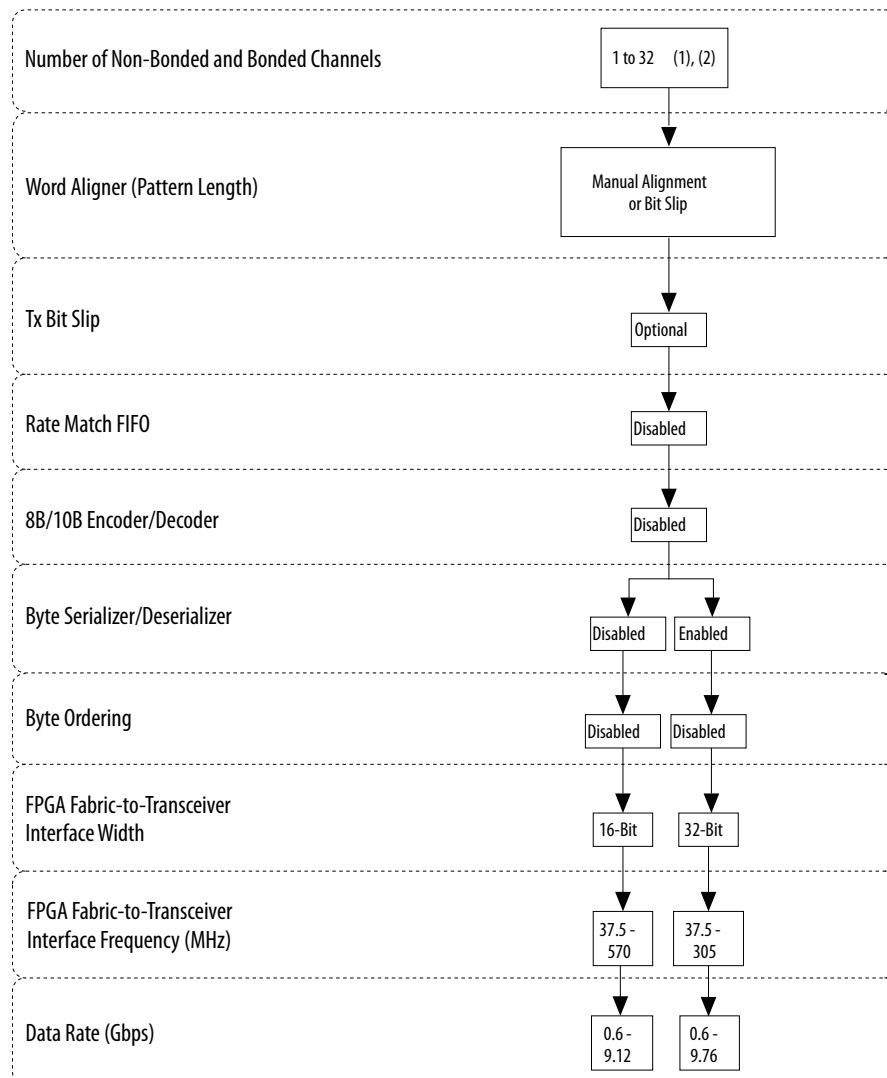 Number of Non-Bonded and Bonded Channels
1 to 32 (1), (2)
Word Aligner (Pattern Length)
Manual Alignment
or Bit Slip
Tx Bit Slip
Optional
Rate Match FIFO
Disabled
8B/10B Encoder/Decoder
Disabled
Byte Serializer/Deserializer
Disabled
Enabled
Byte Ordering
Disabled
Disabled
FPGA Fabric-to-Transceiver
Interface Width
16-Bit
32-Bit
FPGA Fabric-to-Transceiver
Interface Frequency (MHz)
37.5 -
570
37.5 -
305
Data Rate (Gbps)
0.6 -
9.12
0.6 -
9.76